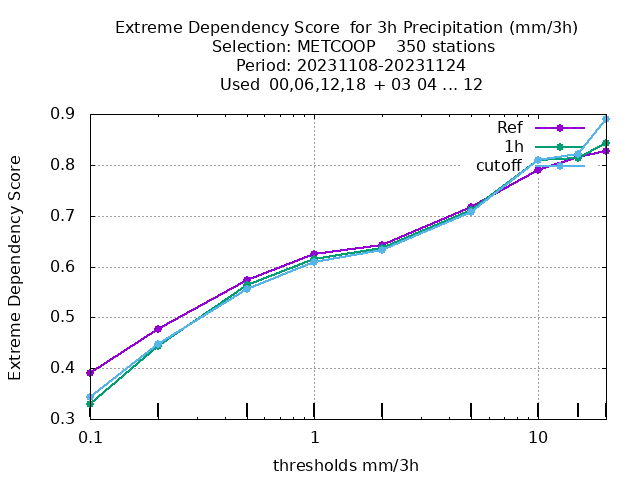 Extreme Dependency Score  for 3h Precipitation (mm/3h)
Selection: METCOOP    350 stations
Period: 20231108-20231124
Used  00,06,12,18  + 03 04 ... 12
Ref
1h
cutoff
Extreme Dependency Score
0.9
0.8
0.7
0.6
0.5
0.4
0.3
0.1
1
10
thresholds mm/3h